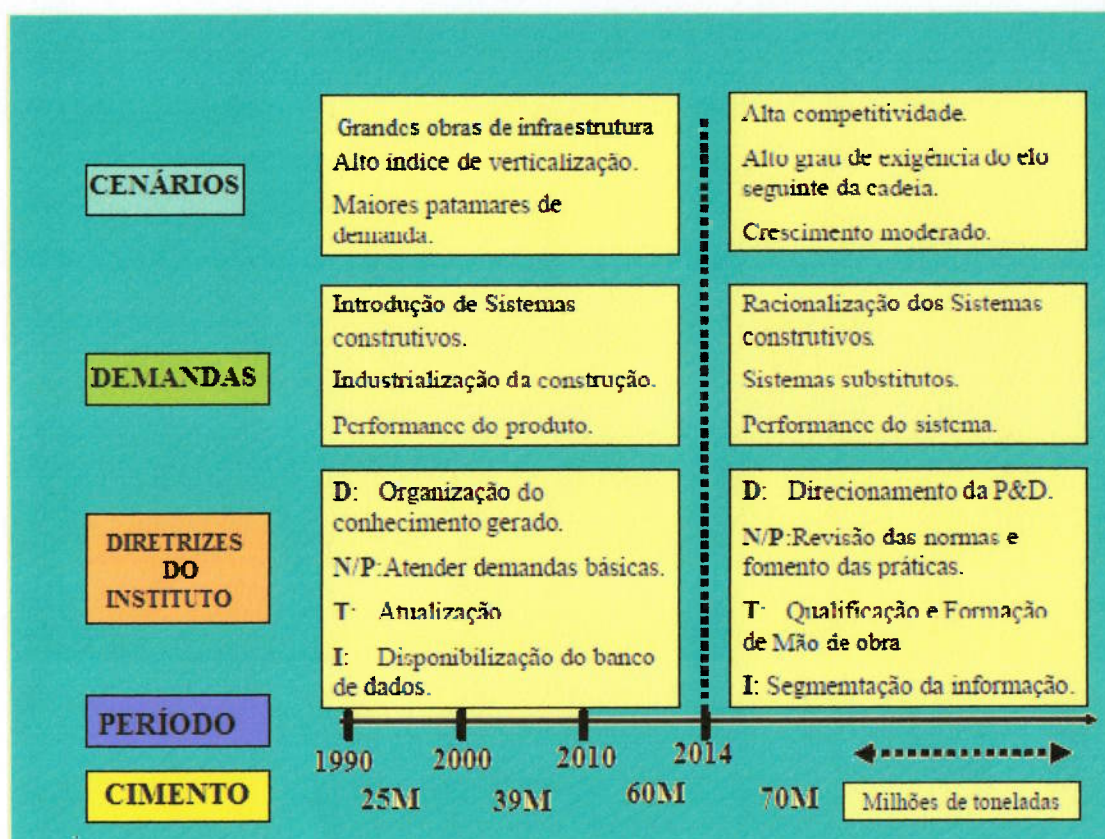 CENÁRIOS
Grandes obras de infraestrutura
Alto índice de verticalização.
Maiores patamares de
demanda.
Alta competitividade.
Alto grau de exigência do elo
seguinte da cadeia.
Crescimento moderado.
DEMANDAS
Introdução de Sistemas
construtivos.
Industrialização da construção.
Performance do produto.
Racionalização dos Sistemas
construtivos.
Sistemas substitutos.
Performance do sistema.
DIRETRIZES
DO
INSTITUTO
D: Organização do
conhecimento gerado.
N/P:Atender demandas básicas.
T: Atualização
I: Disponibilização do banco
de dados.
D: Direcionamento da P&D.
N/P:Revisão das normas e
fomento das práticas.
T: Qualificação e Formação
de Mão de obra
I: Segmemtação da informação.
PERÍODO
1990 2000 2010 2014
CIMENTO
25M 39M 60M 70M Milhões de toneladas